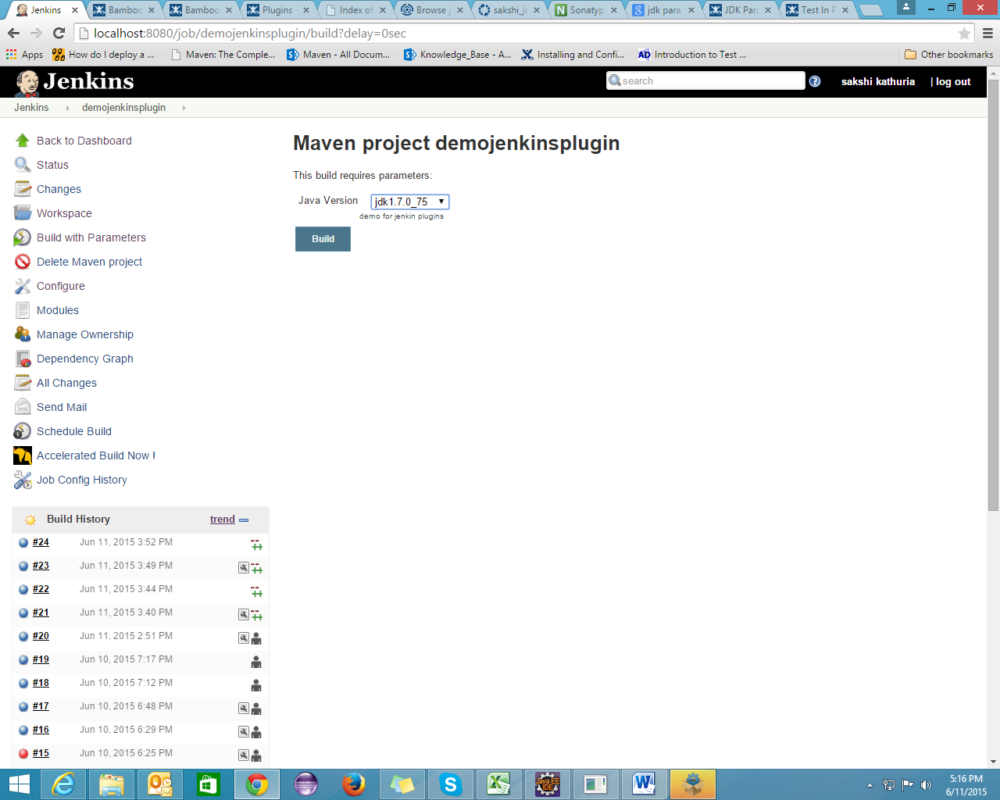 Jenkins
Bamboo
Bamboo
Plugins
Index of
Browse
sakshi_j
Sonatyp
jdk para
JDK Para
Test In P
localhost:8080/job/demojenkinsplugin/build?delay=0sec
Apps
How do I deploy a ...
Maven: The Comple...
Maven - All Docum...
Knowledge_Base - A...
Installing and Confi...
AD
Introduction to Test ...
Other bookmarks
Jenkins
search
sakshi kathuria
| log out
Jenkins
demojenkinsplugin
Back to Dashboard
Status
Changes
Workspace
Build with Parameters
Delete Maven project
Configure
Modules
Manage Ownership
Dependency Graph
All Changes
Send Mail
Schedule Build
Accelerated Build Now !
Job Config History
Maven project demojenkinsplugin
This build requires parameters:
Java Version
jdk1.7.0_75
demo for jenkin plugins
Build
Build History
trend
#24 Jun 11, 2015 3:52 PM
#23 Jun 11, 2015 3:49 PM
#22 Jun 11, 2015 3:44 PM
#21 Jun 11, 2015 3:40 PM
#20 Jun 11, 2015 2:51 PM
#19 Jun 10, 2015 7:17 PM
#18 Jun 10, 2015 7:12 PM
#17 Jun 10, 2015 6:48 PM
#16 Jun 10, 2015 6:29 PM
#15 Jun 10, 2015 6:25 PM
Java EE
IDE
5:16 PM
6/11/2015